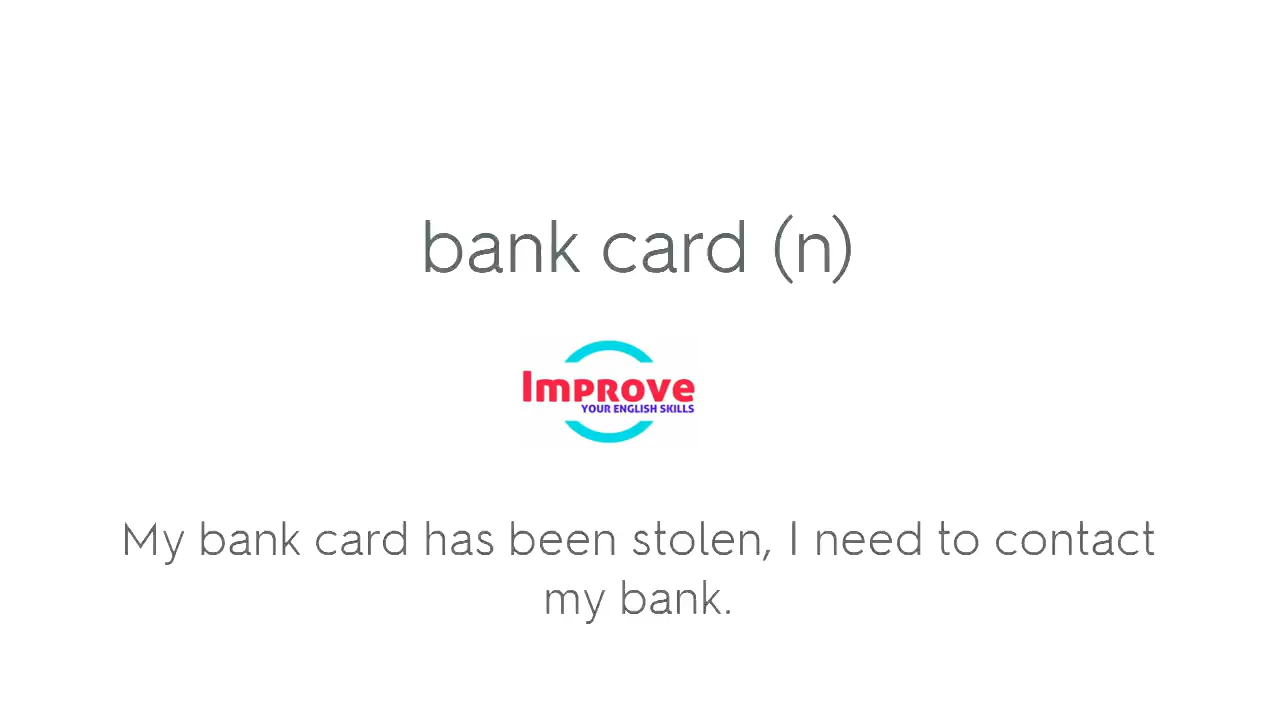 bank card (n)
Improve
YOUR ENGLISH SKILLS
My bank card has been stolen, I need to contact
my bank.